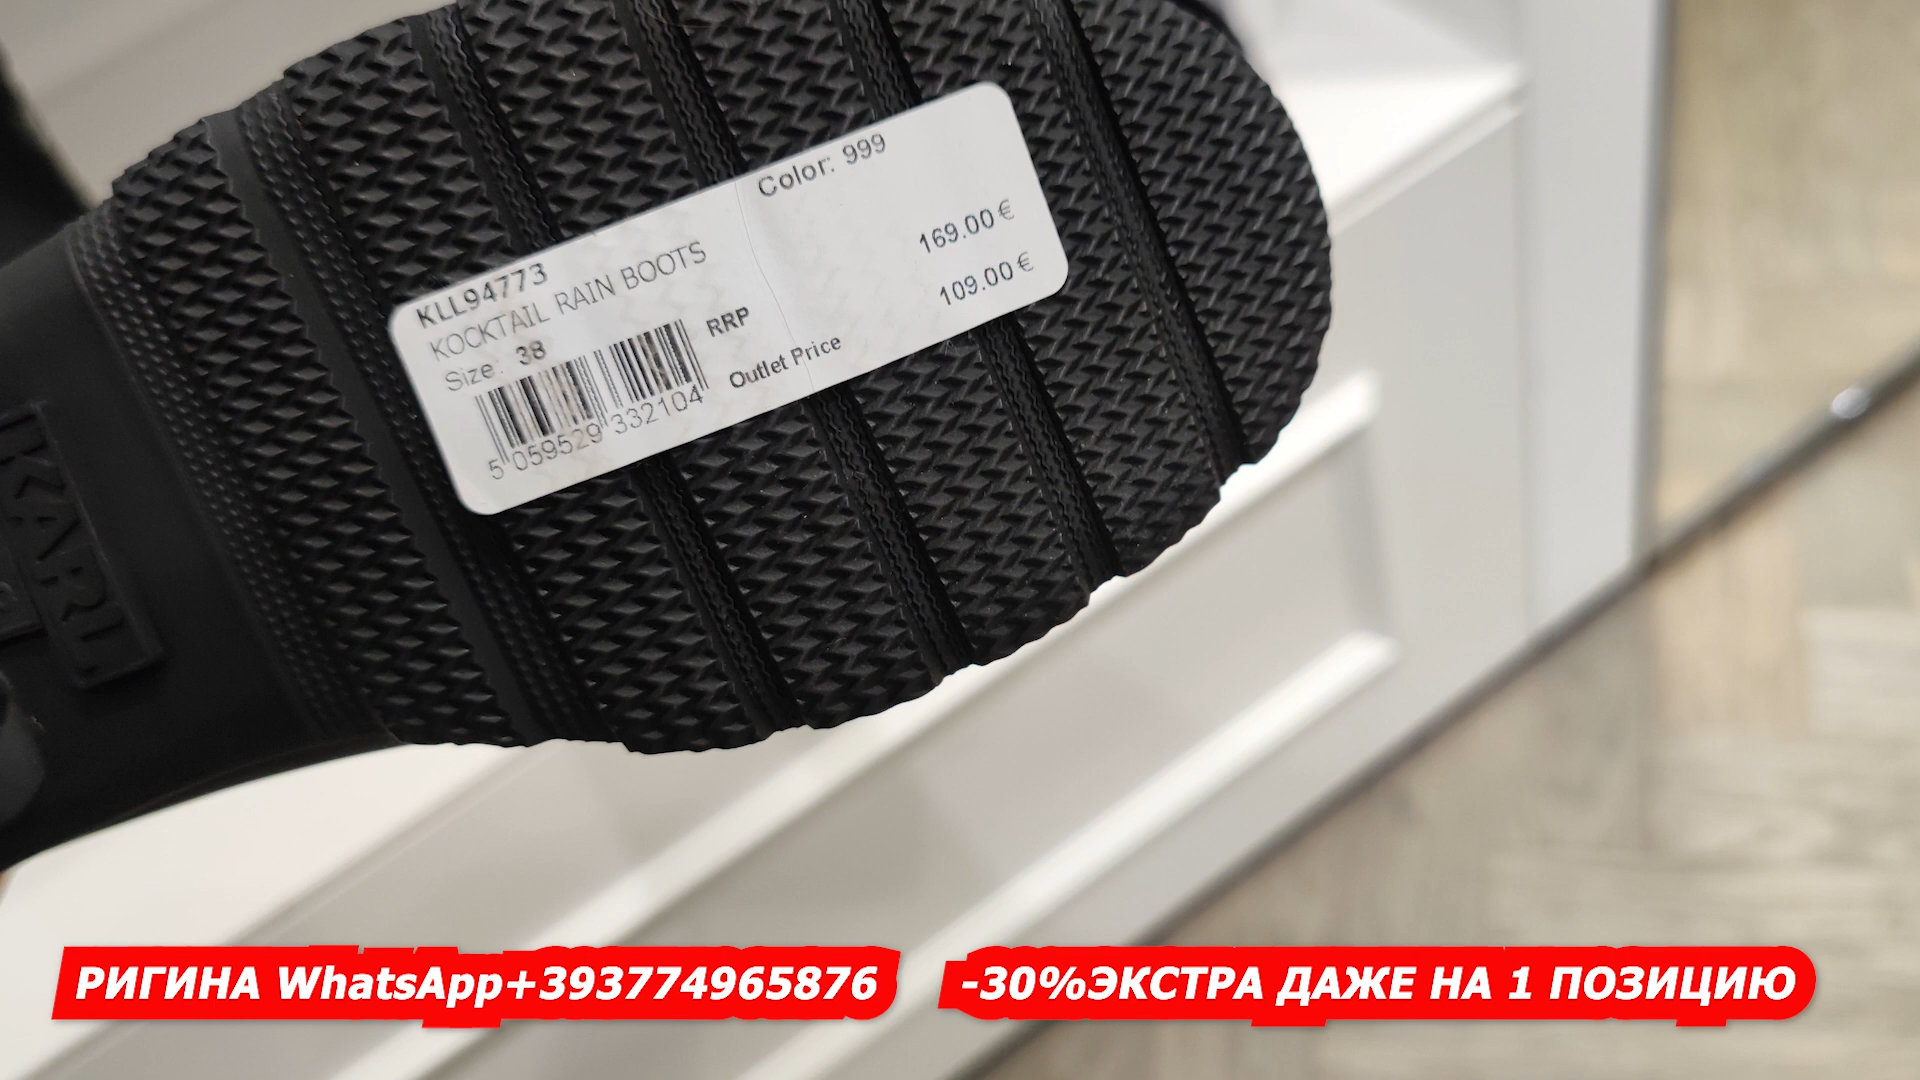 Color: 999
KLL94773
KOCKTAIL RAIN BOOTS
Size: 38
RRP 169.00€
Outlet Price 109.00€
5 059529 332104
KARL
РИГИНА WhatsApp+393774965876
-30%ЭКСТРА ДАЖЕ НА 1 ПОЗИЦИЮ